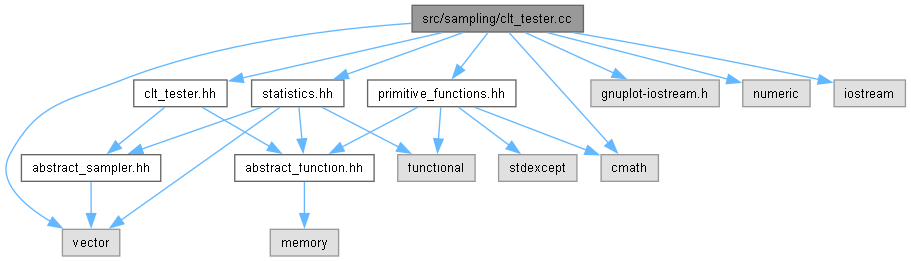 src/sampling/clt_tester.cc
clt_tester.hh
statistics.hh
primitive_functions.hh
gnuplot-iostream.h
numeric
iostream
abstract_sampler.hh
abstract_function.hh
functional
stdexcept
cmath
vector
memory